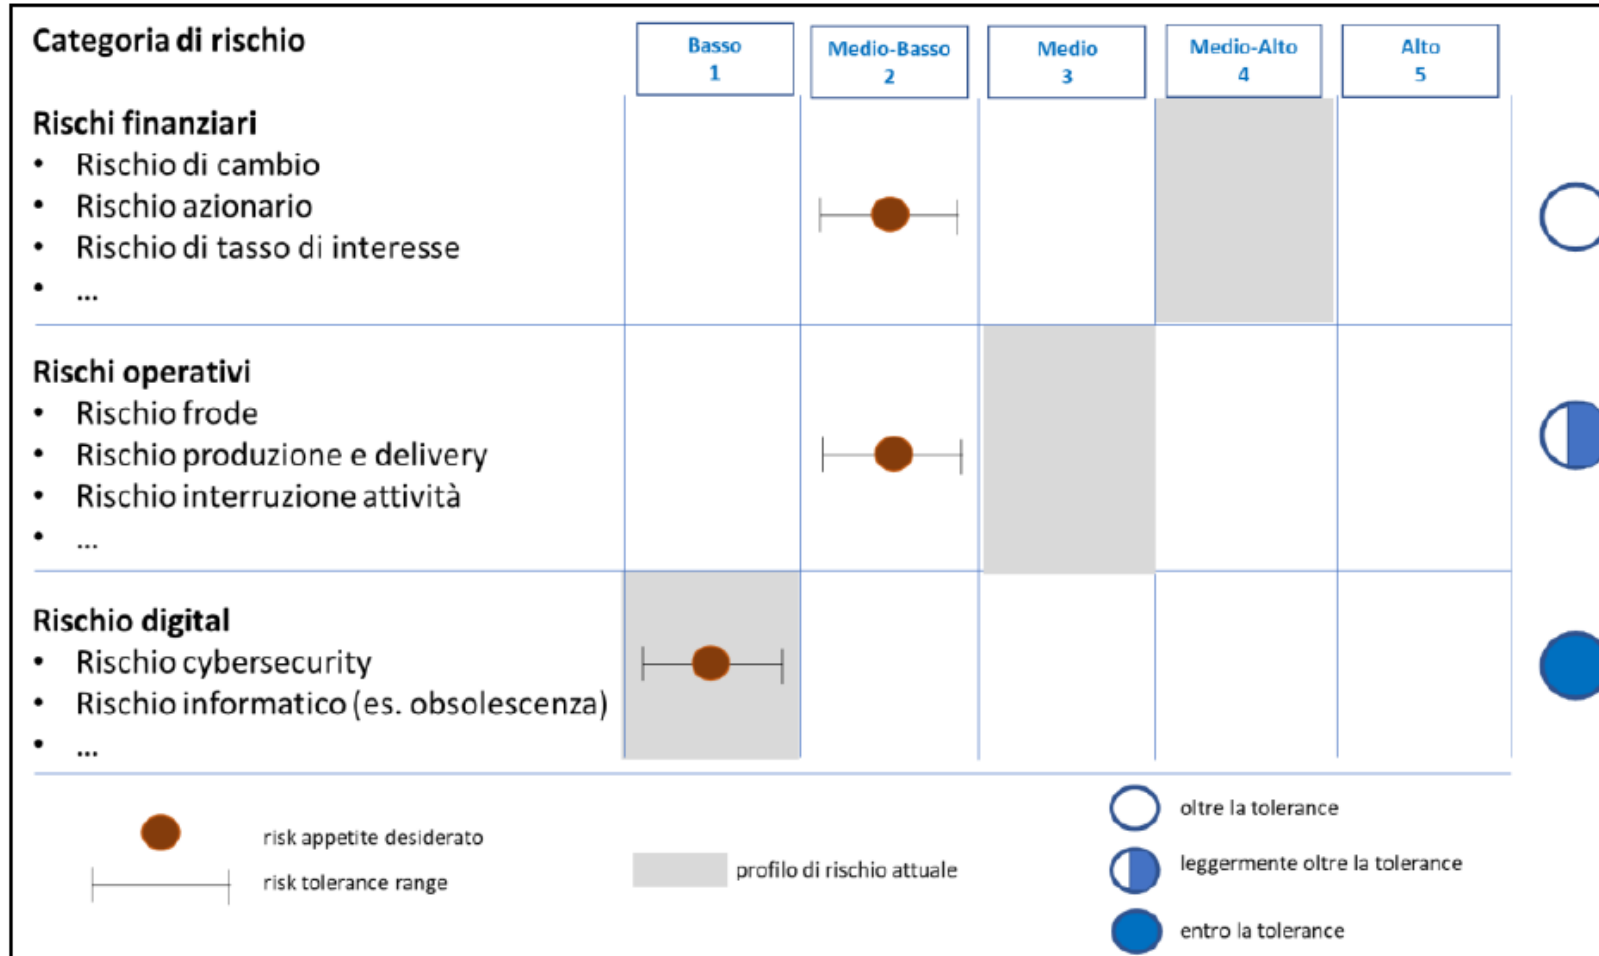 Categoria di rischio
Basso
1
Medio-Basso
2
Medio
3
Medio-Alto
4
Alto
5
Rischi finanziari
• Rischio di cambio
• Rischio azionario
• Rischio di tasso di interesse
• ...
Rischi operativi
• Rischio frode
• Rischio produzione e delivery
• Rischio interruzione attività
• ...
Rischio digital
• Rischio cybersecurity
• Rischio informatico (es. obsolescenza)
• ...
risk appetite desiderato
risk tolerance range
profilo di rischio attuale
oltre la tolerance
leggermente oltre la tolerance
entro la tolerance